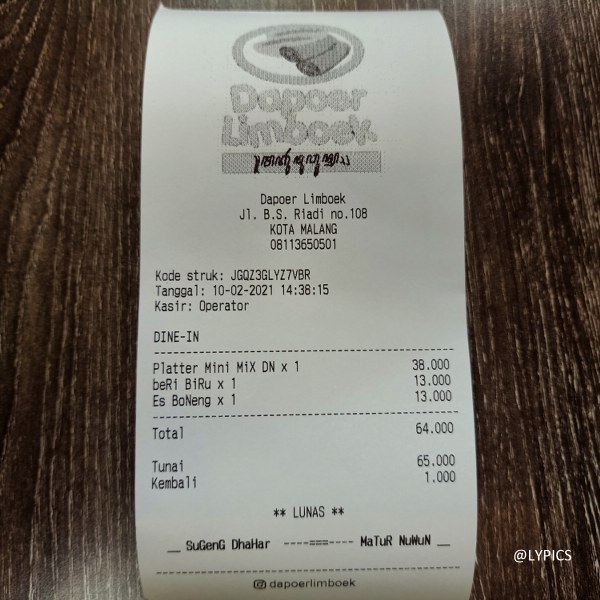 Dapoer
Limboek
Dapoer Limboek
Jl. B.S. Riadi no.108
KOTA MALANG
08113650501
Kode struk: JGQZ3GLYZ7VBR
Tanggal: 10-02-2021 14:38:15
Kasir: Operator
DINE-IN
Platter Mini MiX DN x 1 38.000
beRi BiRu x 1 13.000
Es BoNeng x 1 13.000
Total 64.000
Tunai 65.000
Kembali 1.000
** LUNAS **
__ SuGenG DhaHar ----===---- MaTuR NuWuN __
dapoerlimboek
@LYPICS